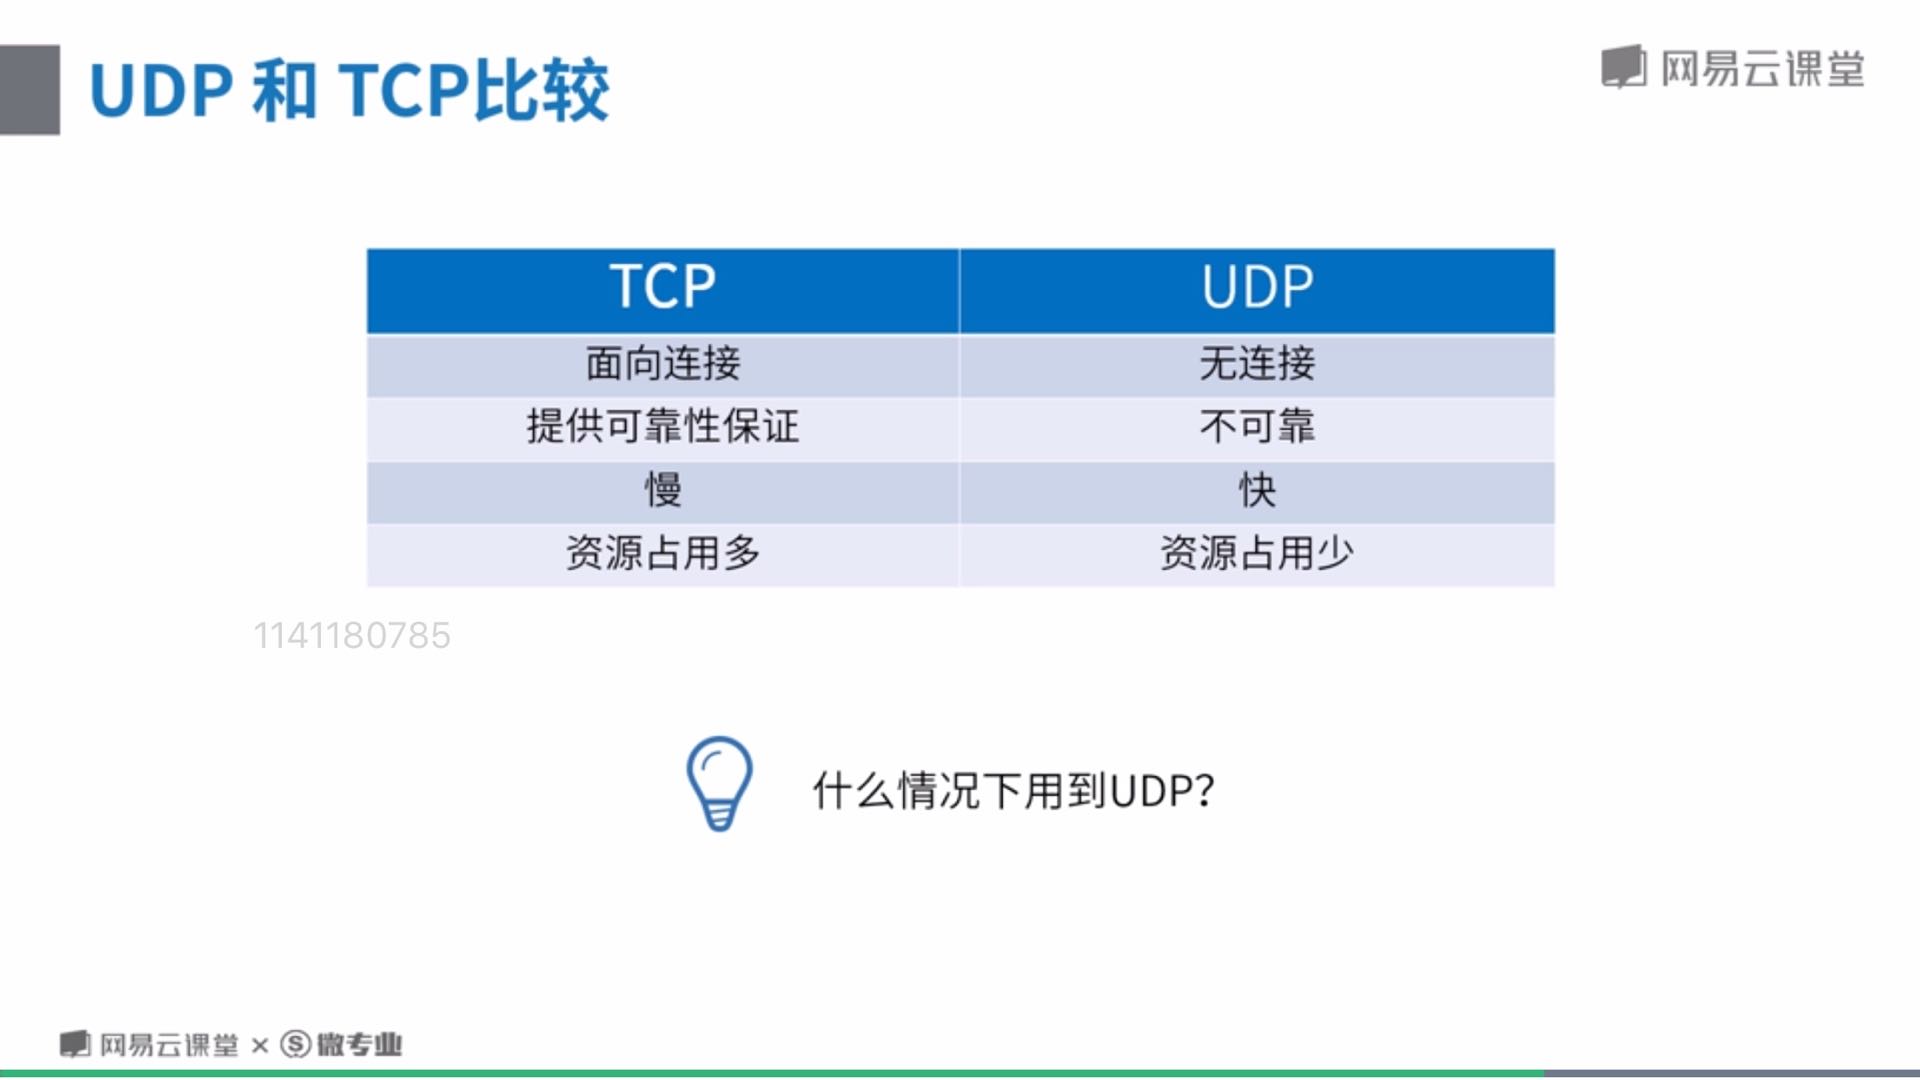 UDP 和 TCP比较
网易云课堂
TCP UDP
面向连接 无连接
提供可靠性保证 不可靠
慢 快
资源占用多 资源占用少
1141180785
什么情况下用到UDP？
网易云课堂 × Ⓢ 微专业